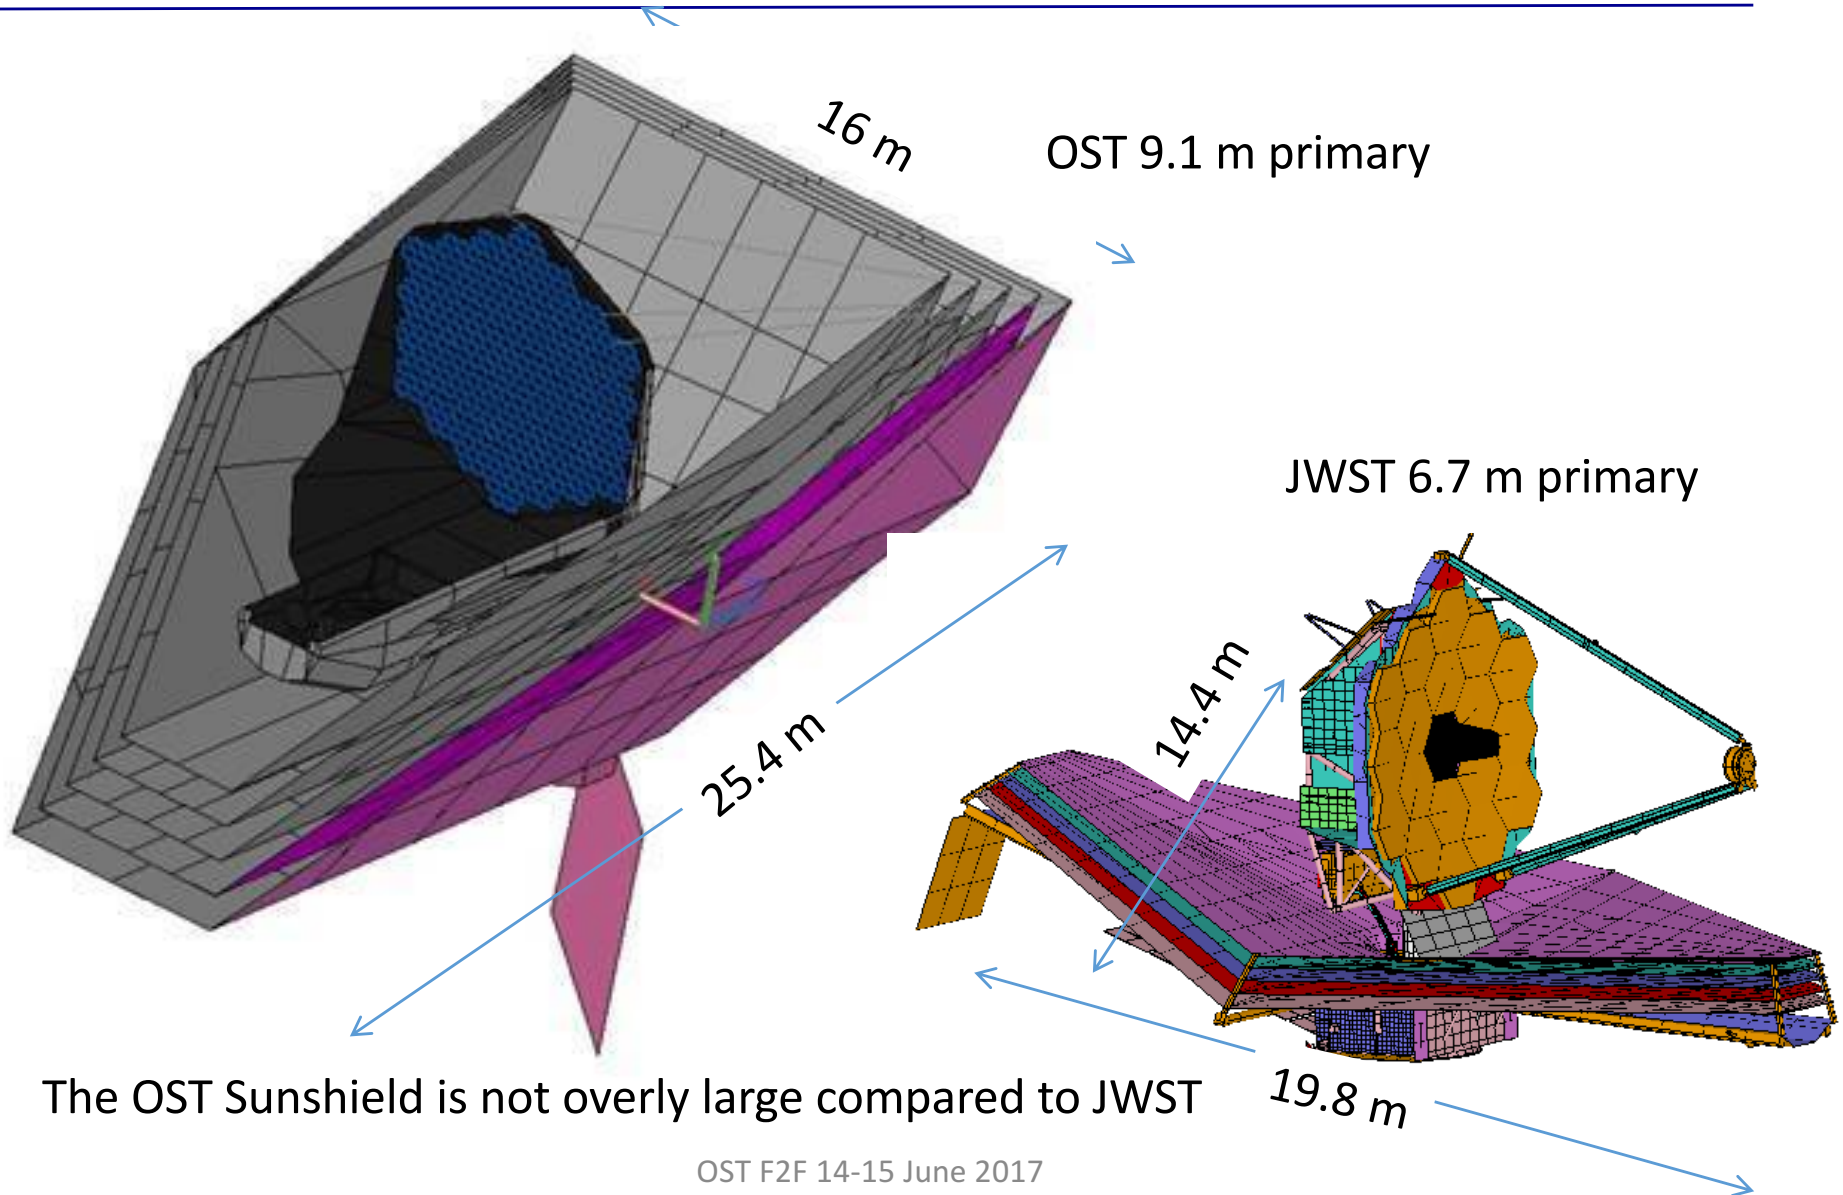 16 m
OST 9.1 m primary
JWST 6.7 m primary
14.4 m
25.4 m
The OST Sunshield is not overly large compared to JWST
19.8 m
OST F2F 14-15 June 2017